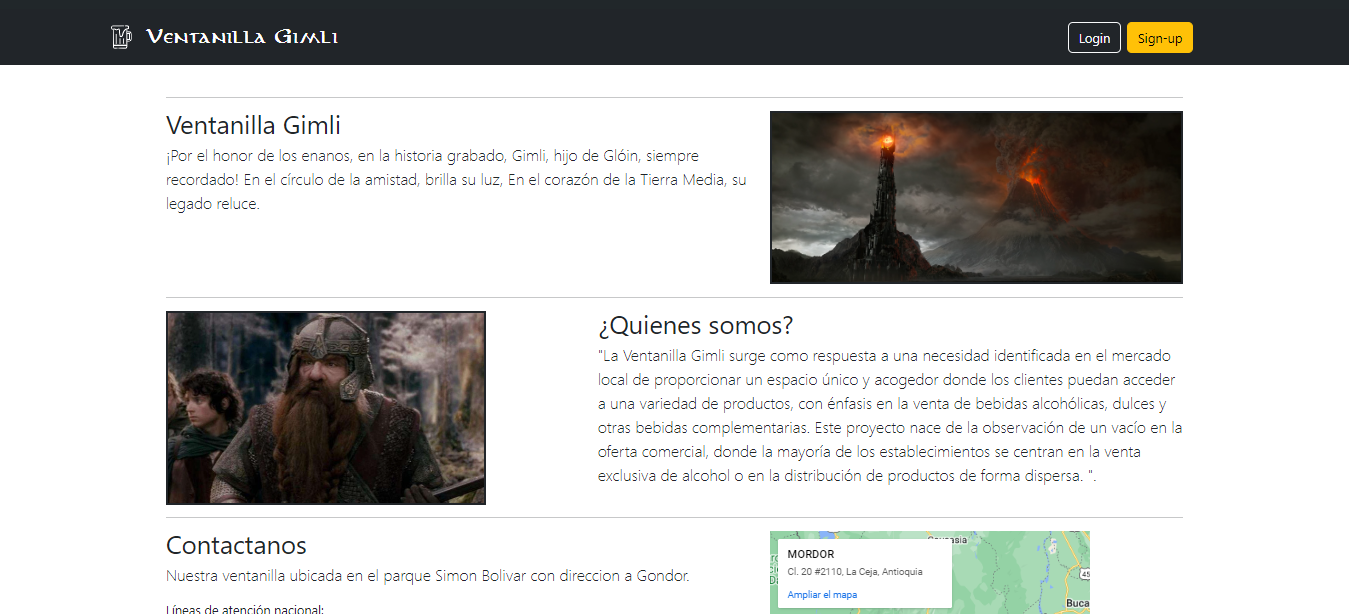 Ventanilla Gimli
Login
Sign-up
Ventanilla Gimli
¡Por el honor de los enanos, en la historia grabado, Gimli, hijo de Glóin, siempre
recordado! En el círculo de la amistad, brilla su luz, En el corazón de la Tierra Media, su
legado reluce.
¿Quienes somos?
"La Ventanilla Gimli surge como respuesta a una necesidad identificada en el mercado
local de proporcionar un espacio único y acogedor donde los clientes puedan acceder
a una variedad de productos, con énfasis en la venta de bebidas alcohólicas, dulces y
otras bebidas complementarias. Este proyecto nace de la observación de un vacío en la
oferta comercial, donde la mayoría de los establecimientos se centran en la venta
exclusiva de alcohol o en la distribución de productos de forma dispersa. ".
Contactanos
Nuestra ventanilla ubicada en el parque Simon Bolivar con direccion a Gondor.
Líneas de atención nacional:
MORDOR
Cl. 20 #2110, La Ceja, Antioquia
Ampliar el mapa
45
Buca